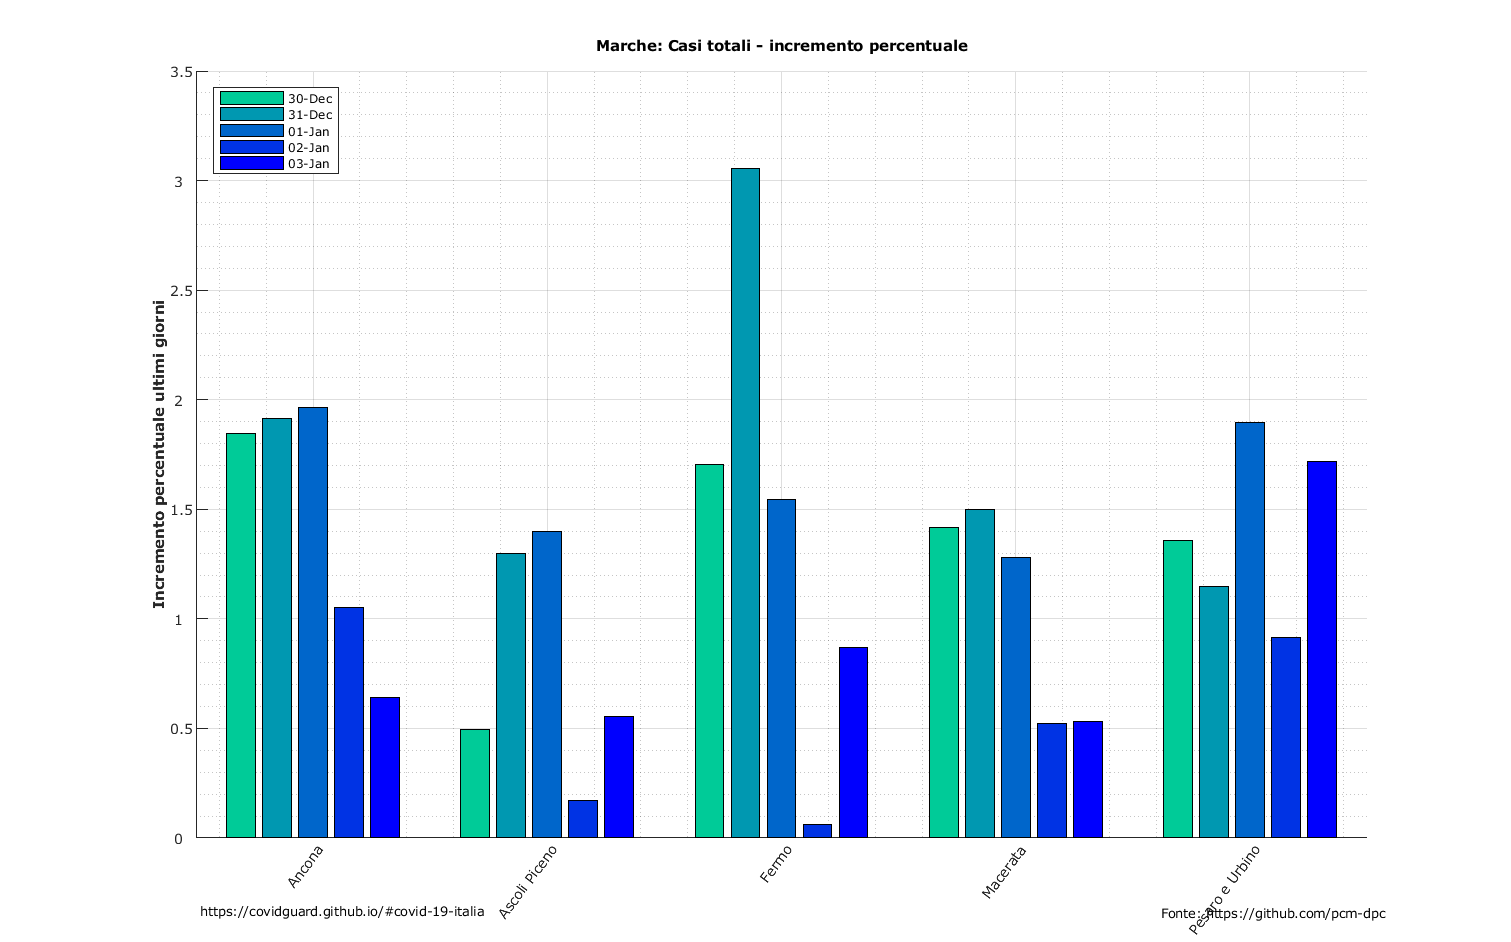 Marche: Casi totali - incremento percentuale
3.5
3
2.5
2
1.5
1
0.5
0
30-Dec
31-Dec
01-Jan
02-Jan
03-Jan
Incremento percentuale ultimi giorni
Ancona
Ascoli Piceno
Fermo
Macerata
Pesaro e Urbino
https://covidguard.github.io/#covid-19-italia
Fonte: https://github.com/pcm-dpc